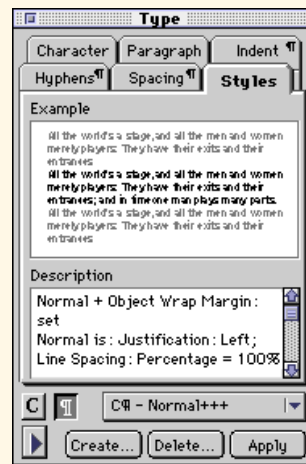 Type
Character Paragraph Indent ¶
Hyphens¶ Spacing¶ Styles
Example
All the world's a stage, and all the men and women
merely players: They have their exits and their
entrances
All the world's a stage, and all the men and women
merely players: They have their exits and their
entrances; and in time one man plays many parts.
All the world's a stage, and all the men and women
merely players: They have their exits and their
entrances
Description
Normal + Object Wrap Margin:
set
Normal is: Justification: Left;
Line Spacing: Percentage = 100%
C ¶ C¶ - Normal+++
Create... Delete... Apply